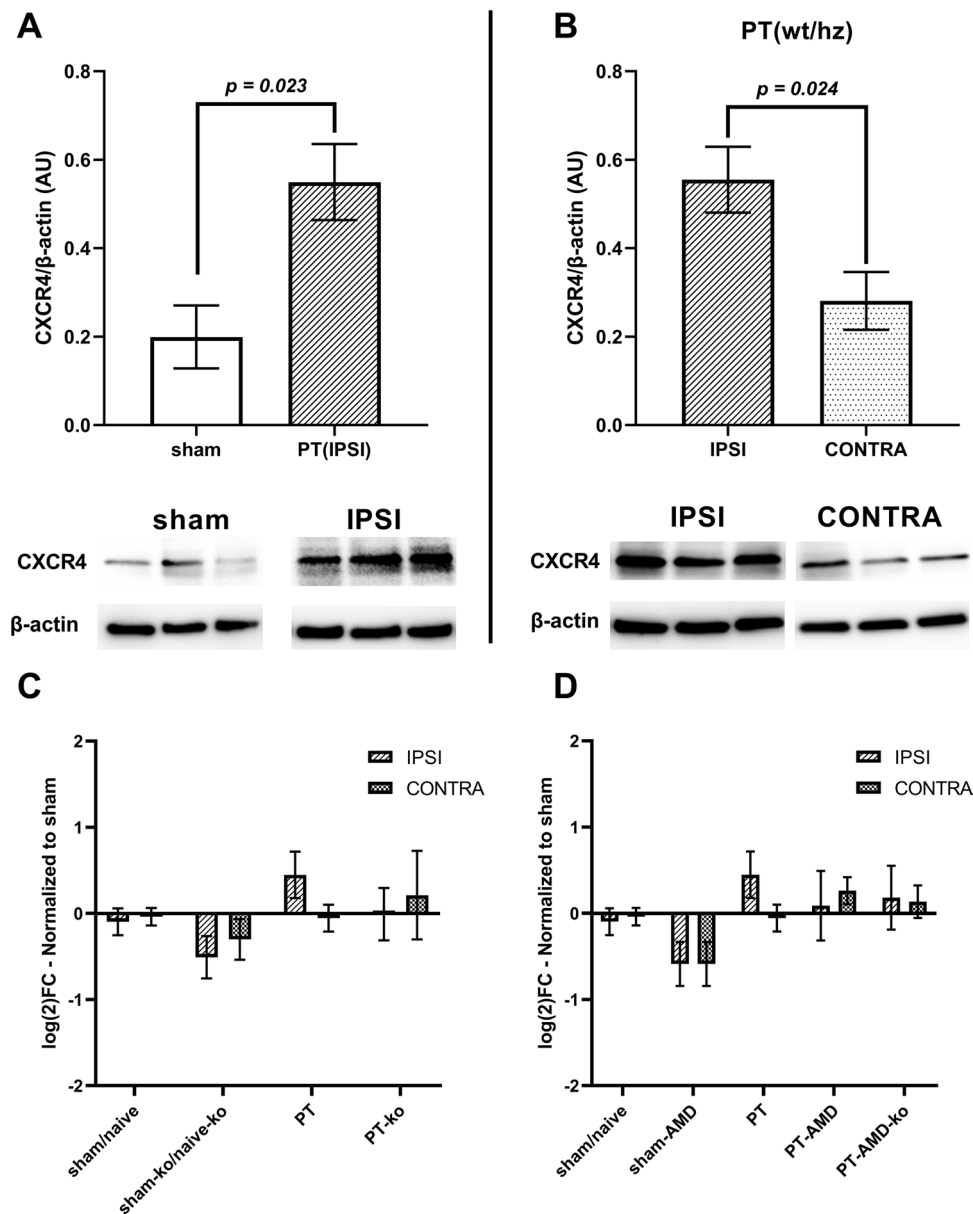 A
p = 0.023
CXCR4/β-actin (AU)
0.8
0.6
0.4
0.2
0.0
sham
PT(IPSI)
sham
IPSI
CXCR4
β-actin
B
PT(wt/hz)
p = 0.024
CXCR4/β-actin (AU)
0.8
0.6
0.4
0.2
0.0
IPSI
CONTRA
IPSI
CONTRA
CXCR4
β-actin
C
log(2)FC - Normalized to sham
2
1
0
-1
-2
IPSI
CONTRA
sham/naive
sham-ko/naive-ko
PT
PT-ko
D
log(2)FC - Normalized to sham
2
1
0
-1
-2
IPSI
CONTRA
sham/naive
sham-AMD
PT
PT-AMD
PT-AMD-ko